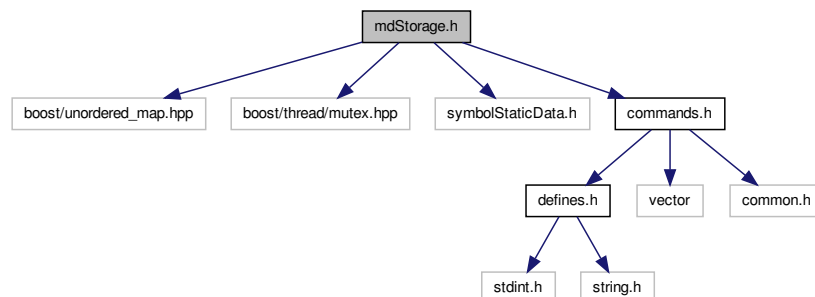 mdStorage.h
boost/unordered_map.hpp
boost/thread/mutex.hpp
symbolStaticData.h
commands.h
defines.h
vector
common.h
stdint.h
string.h